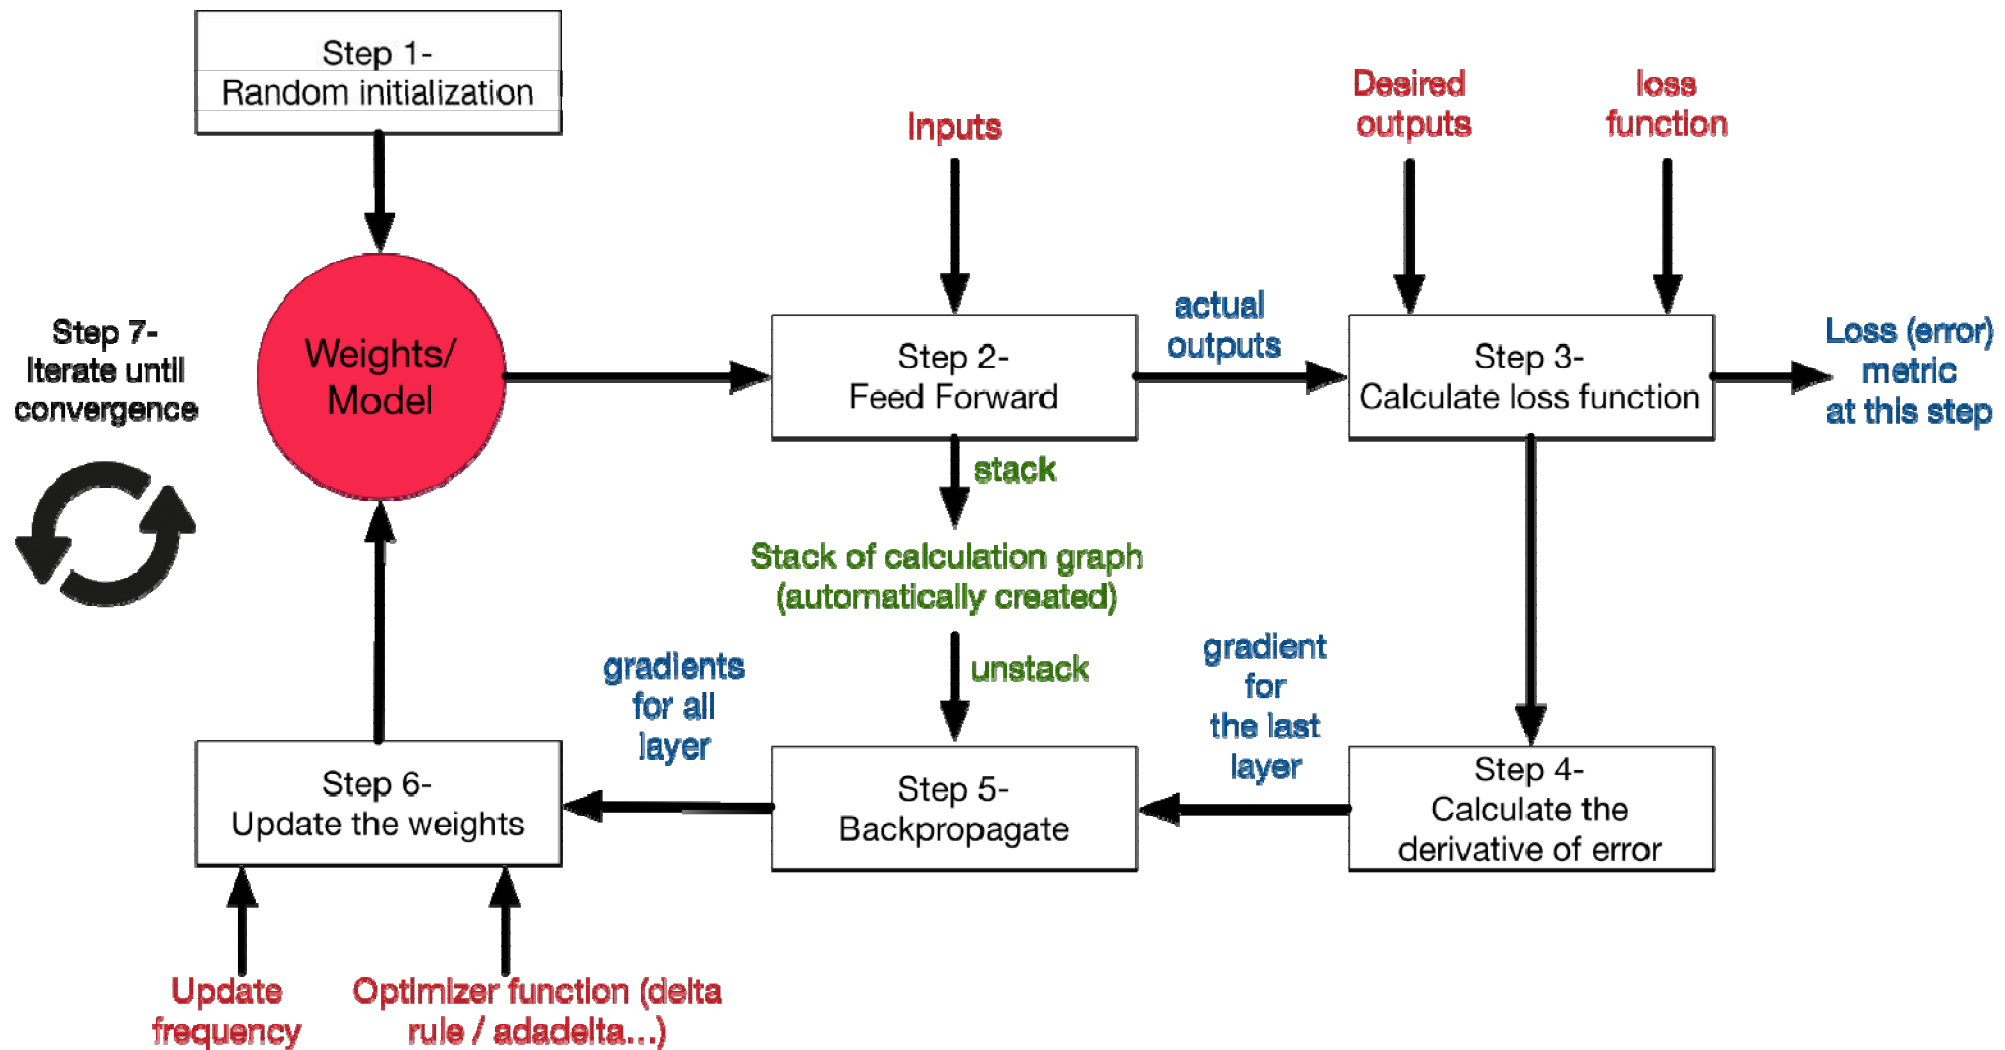 Step 1-
Random initialization
Inputs
Desired
outputs
loss
function
Step 7-
Iterate until
convergence
Weights/
Model
Step 2-
Feed Forward
actual
outputs
Step 3-
Calculate loss function
Loss (error)
metric
at this step
stack
Stack of calculation graph
(automatically created)
unstack
gradients
for all
layer
gradient
for
the last
layer
Step 6-
Update the weights
Step 5-
Backpropagate
Step 4-
Calculate the
derivative of error
Update
frequency
Optimizer function (delta
rule / adadelta...)